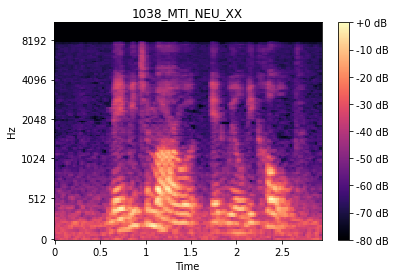 1038_MTI_NEU_XX
8192
4096
2048
1024
512
0
Hz
0
0.5
1
1.5
2
2.5
Time
+0 dB
-10 dB
-20 dB
-30 dB
-40 dB
-50 dB
-60 dB
-70 dB
-80 dB